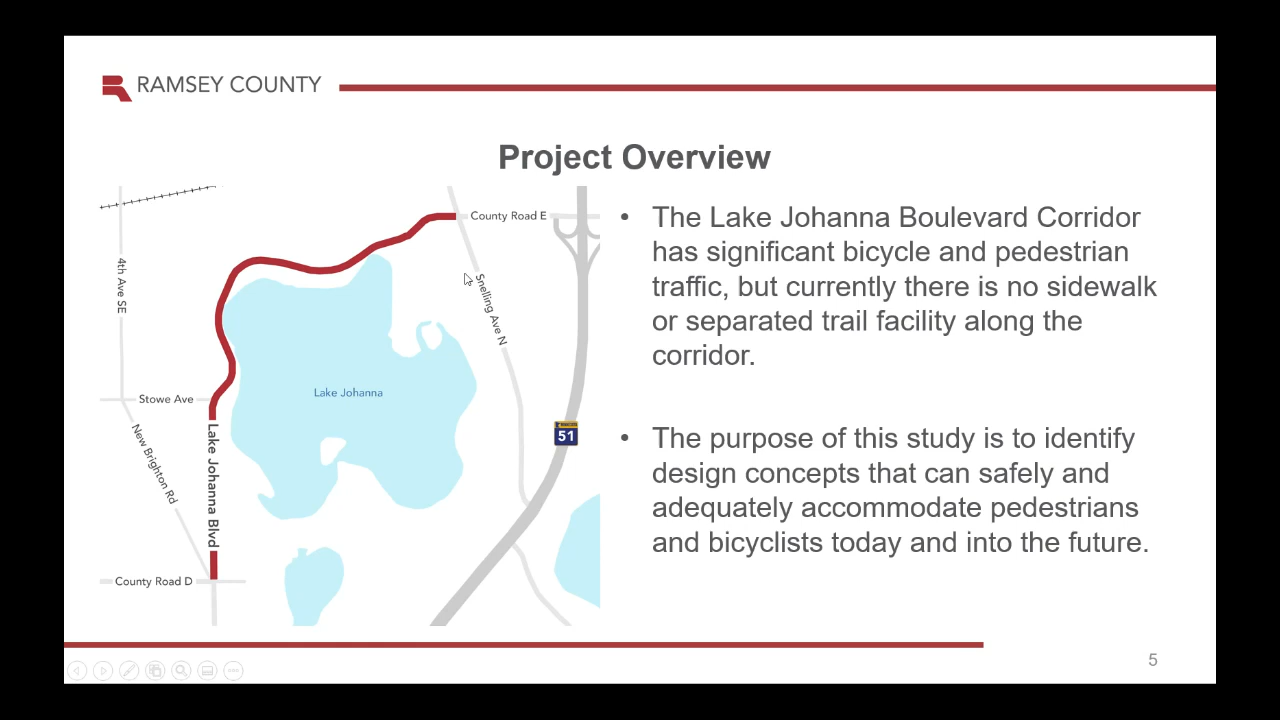 RAMSEY COUNTY
Project Overview
County Road E
4th Ave SE
Snelling Ave N
Lake Johanna
Stowe Ave
New Brighton Rd
Lake Johanna Blvd
51
County Road D
• The Lake Johanna Boulevard Corridor
has significant bicycle and pedestrian
traffic, but currently there is no sidewalk
or separated trail facility along the
corridor.
• The purpose of this study is to identify
design concepts that can safely and
adequately accommodate pedestrians
and bicyclists today and into the future.
5